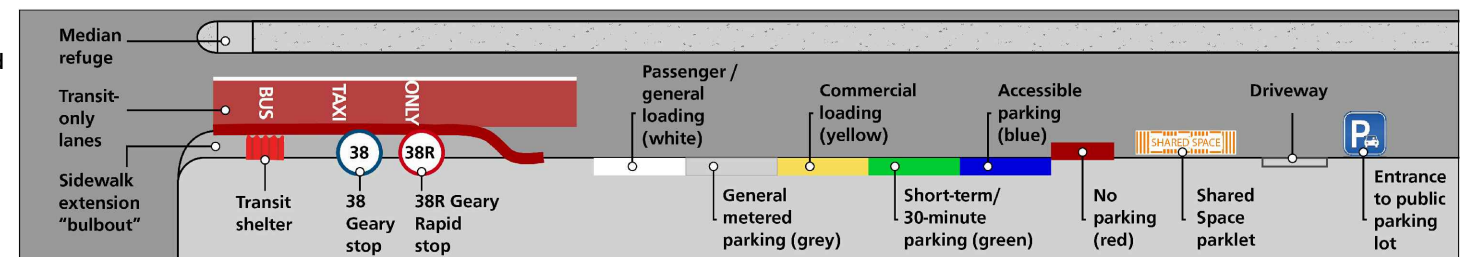 Median
refuge
Transit-
only
lanes
Sidewalk
extension
“bulbout”
BUS
TAXI
ONLY
Transit
shelter
38
38R
38
Geary
stop
38R Geary
Rapid
stop
Passenger /
general
loading
(white)
General
metered
parking (grey)
Commercial
loading
(yellow)
Short-term/
30-minute
parking (green)
Accessible
parking
(blue)
No
parking
(red)
SHARED SPACE
Shared
Space
parklet
Driveway
P
Entrance
to public
parking
lot